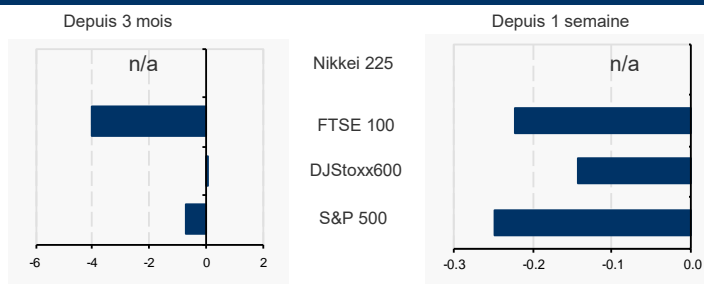 Depuis 3 mois
Depuis 1 semaine
n/a
Nikkei 225
n/a
FTSE 100
DJStoxx600
S&P 500
-6 -4 -2 0 2
-0.3 -0.2 -0.1 0.0